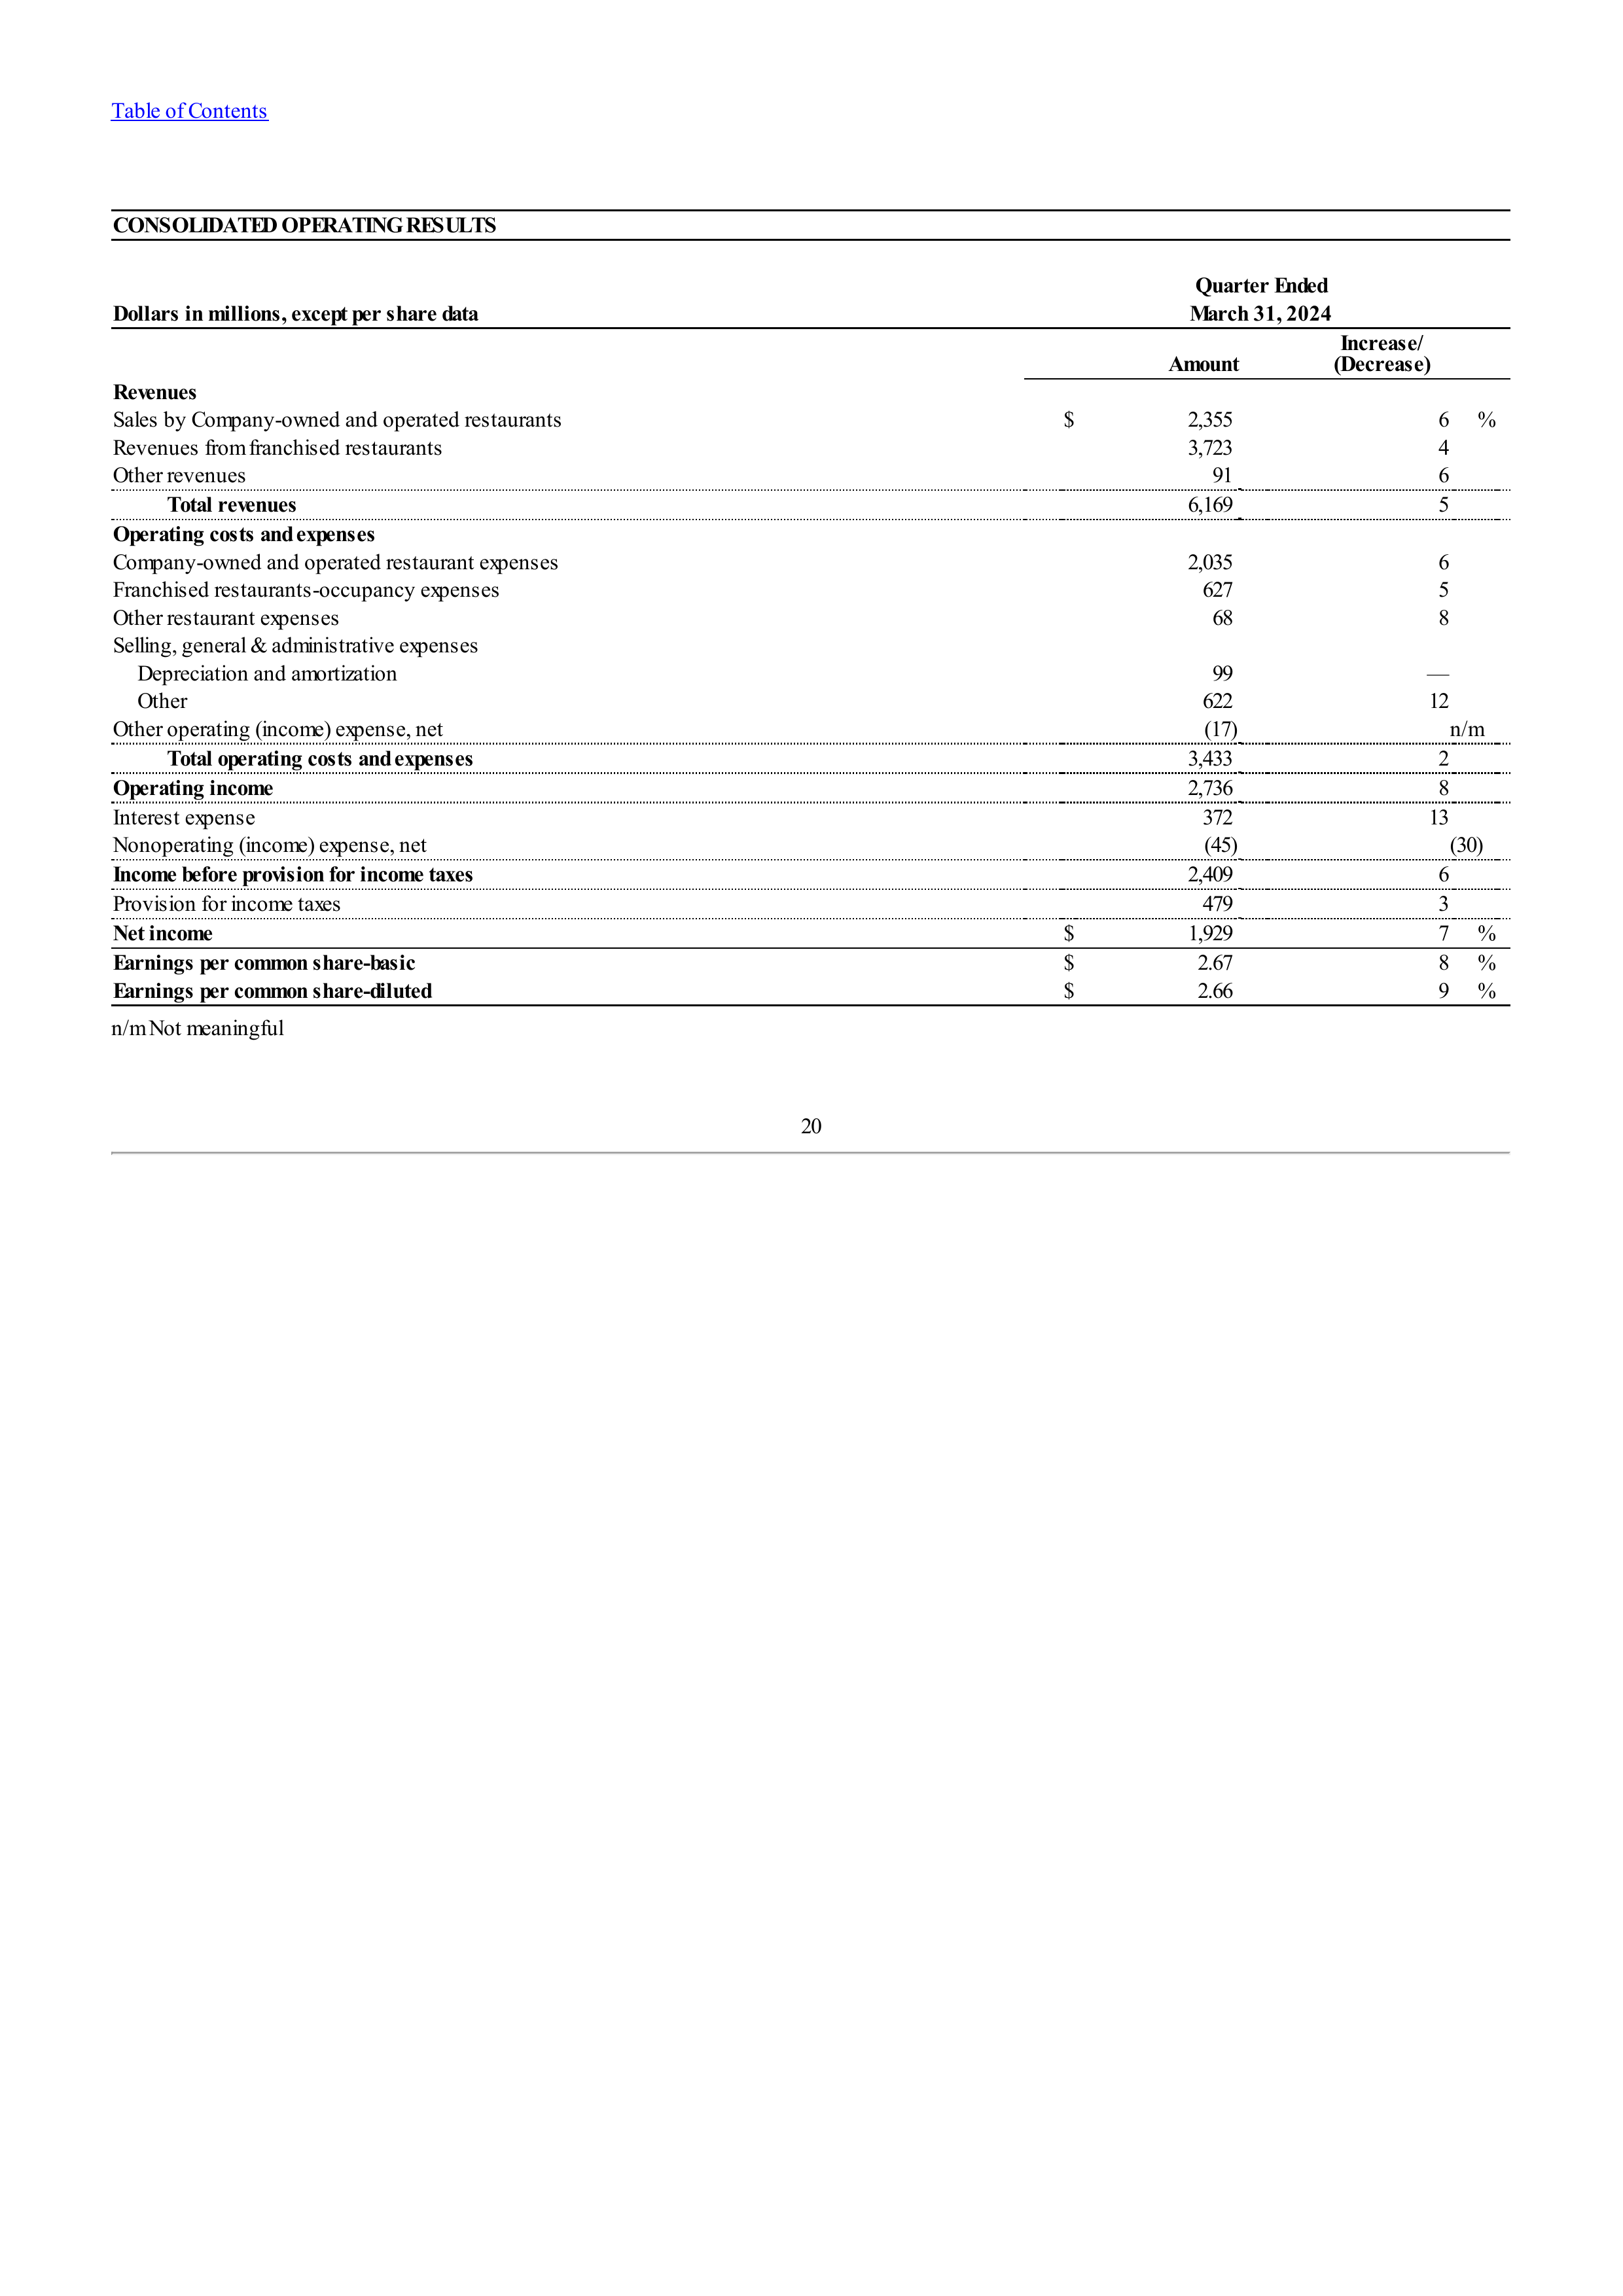 Table of Contents
CONSOLIDATED OPERATING RESULTS
Quarter Ended
Dollars in millions, except per share data March 31, 2024
Increase/
Amount (Decrease)
Revenues
Sales by Company-owned and operated restaurants $ 2,355 6 %
Revenues from franchised restaurants 3,723 4
Other revenues 91 6
Total revenues 6,169 5
Operating costs and expenses
Company-owned and operated restaurant expenses 2,035 6
Franchised restaurants-occupancy expenses 627 5
Other restaurant expenses 68 8
Selling, general & administrative expenses
Depreciation and amortization 99 —
Other 622 12
Other operating (income) expense, net (17) n/m
Total operating costs and expenses 3,433 2
Operating income 2,736 8
Interest expense 372 13
Nonoperating (income) expense, net (45) (30)
Income before provision for income taxes 2,409 6
Provision for income taxes 479 3
Net income $ 1,929 7 %
Earnings per common share-basic $ 2.67 8 %
Earnings per common share-diluted $ 2.66 9 %
n/m Not meaningful
20